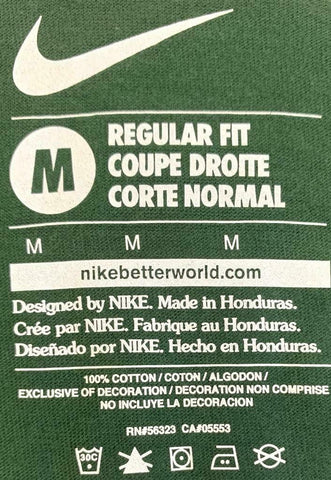 M
REGULAR FIT
COUPE DROITE
CORTE NORMAL
M M M
nikebetterworld.com
Designed by NIKE. Made in Honduras.
Crée par NIKE. Fabrique au Honduras.
Diseñado por NIKE. Hecho en Honduras.
100% COTTON / COTON / ALGODON /
EXCLUSIVE OF DECORATION / DECORATION NON COMPRISE
NO INCLUYE LA DECORACION
RN#56323 CA#05553
30C